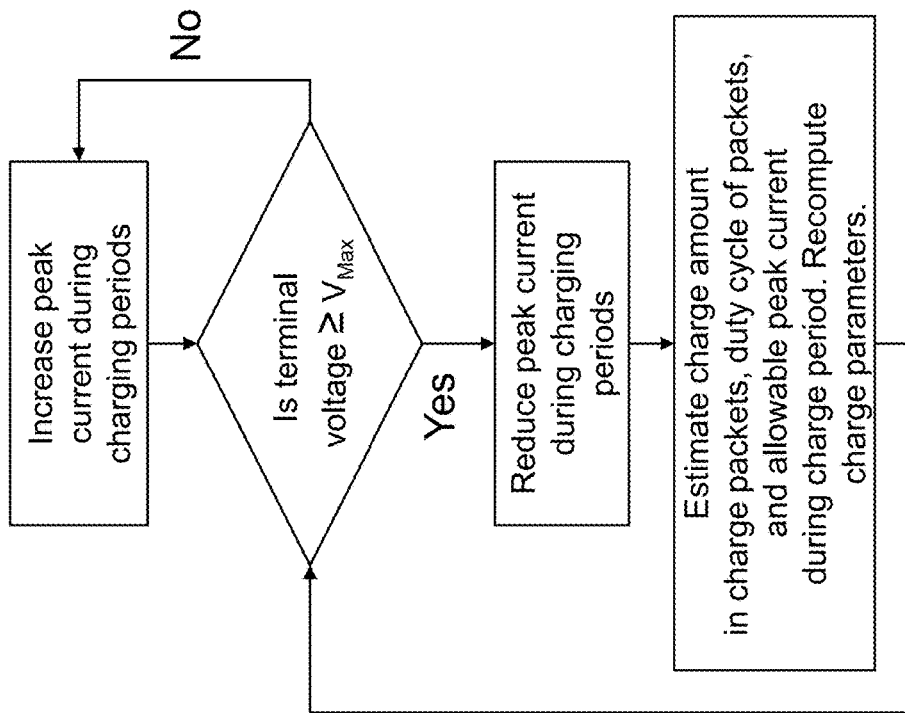 Increase peak
current during
charging periods
No
Is terminal
voltage ≥ VMax
Yes
Reduce peak current
during charging
periods
Estimate charge amount
in charge packets, duty cycle of packets,
and allowable peak current
during charge period. Recompute
charge parameters.